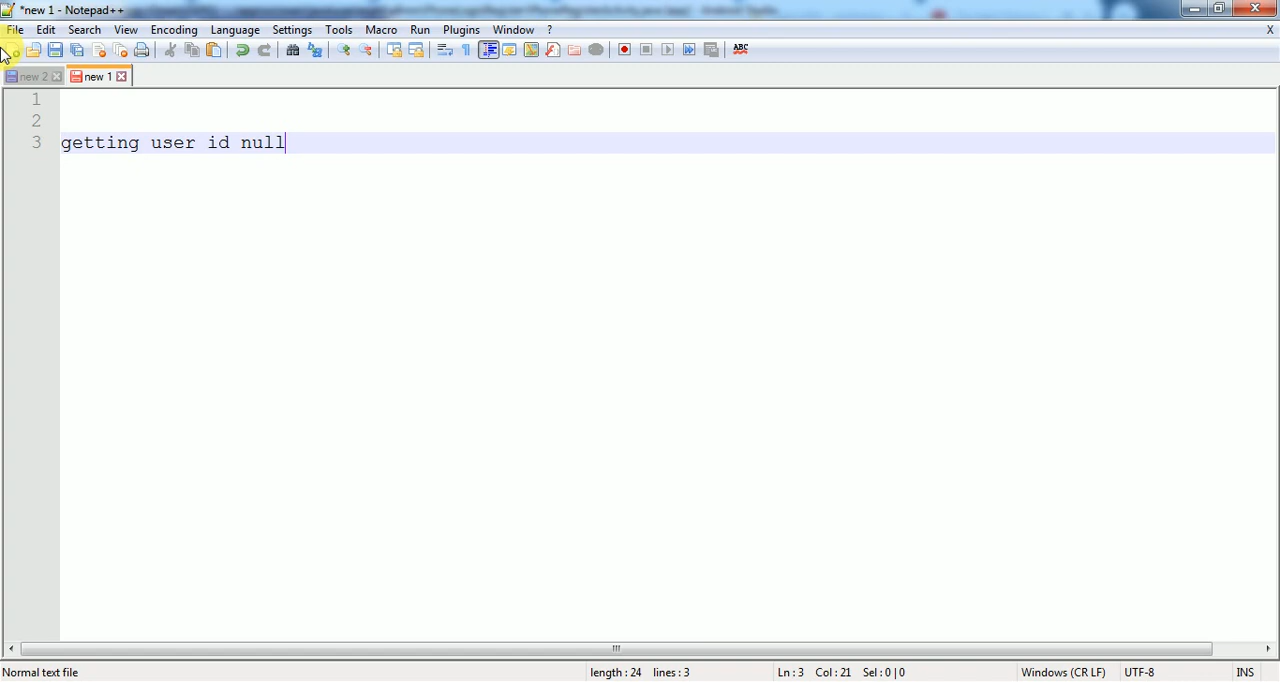 *new 1 - Notepad++
File Edit Search View Encoding Language Settings Tools Macro Run Plugins Window ? X
ABC
new 2 new 1
1
2
3 getting user id null
Normal text file length : 24 lines : 3 Ln : 3 Col : 21 Sel : 0 | 0 Windows (CR LF) UTF-8 INS